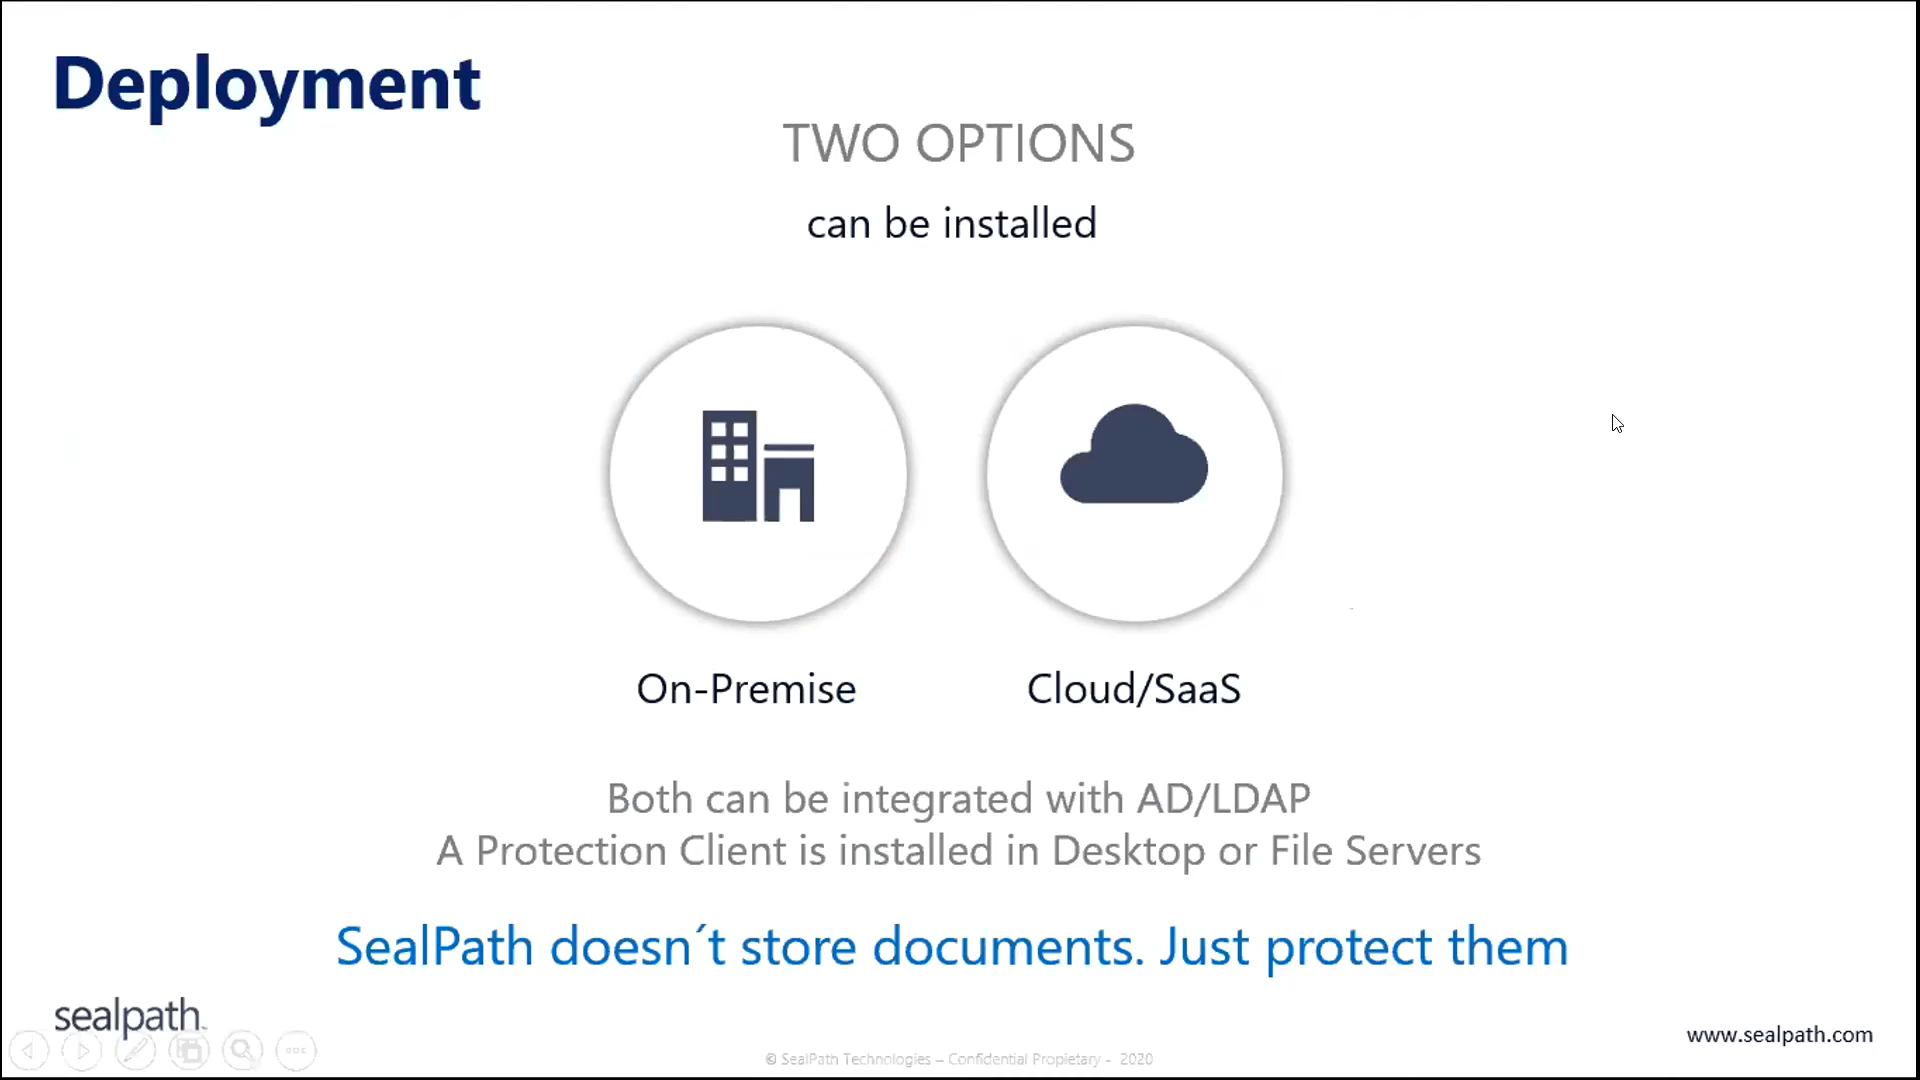 Deployment
TWO OPTIONS
can be installed
On-Premise
Cloud/SaaS
Both can be integrated with AD/LDAP
A Protection Client is installed in Desktop or File Servers
SealPath doesn´t store documents. Just protect them
sealpath
www.sealpath.com
© SealPath Technologies – Confidential Propietary - 2020